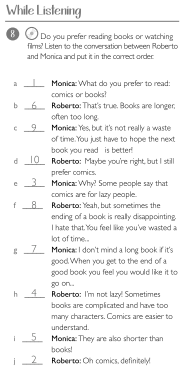 While Listening
8 Do you prefer reading books or watching
films? Listen to the conversation between Roberto
and Monica and put it in the correct order.
a 1 Monica: What do you prefer to read:
comics or books?
b 6 Roberto: That's true. Books are longer,
often too long.
c 9 Monica: Yes, but it's not really a waste
of time. You just have to hope the next
book you read is better!
d 10 Roberto: Maybe you're right, but I still
prefer comics.
e 3 Monica: Why? Some people say that
comics are for lazy people.
f 8 Roberto: Yeah, but sometimes the
ending of a book is really disappointing.
I hate that. You feel like you've wasted a
lot of time...
g 7 Monica: I don't mind a long book if it's
good. When you get to the end of a
good book you feel you would like it to
go on...
h 4 Roberto: I'm not lazy! Sometimes
books are complicated and have too
many characters. Comics are easier to
understand.
i 5 Monica: They are also shorter than
books!
j 2 Roberto: Oh comics, definitely!